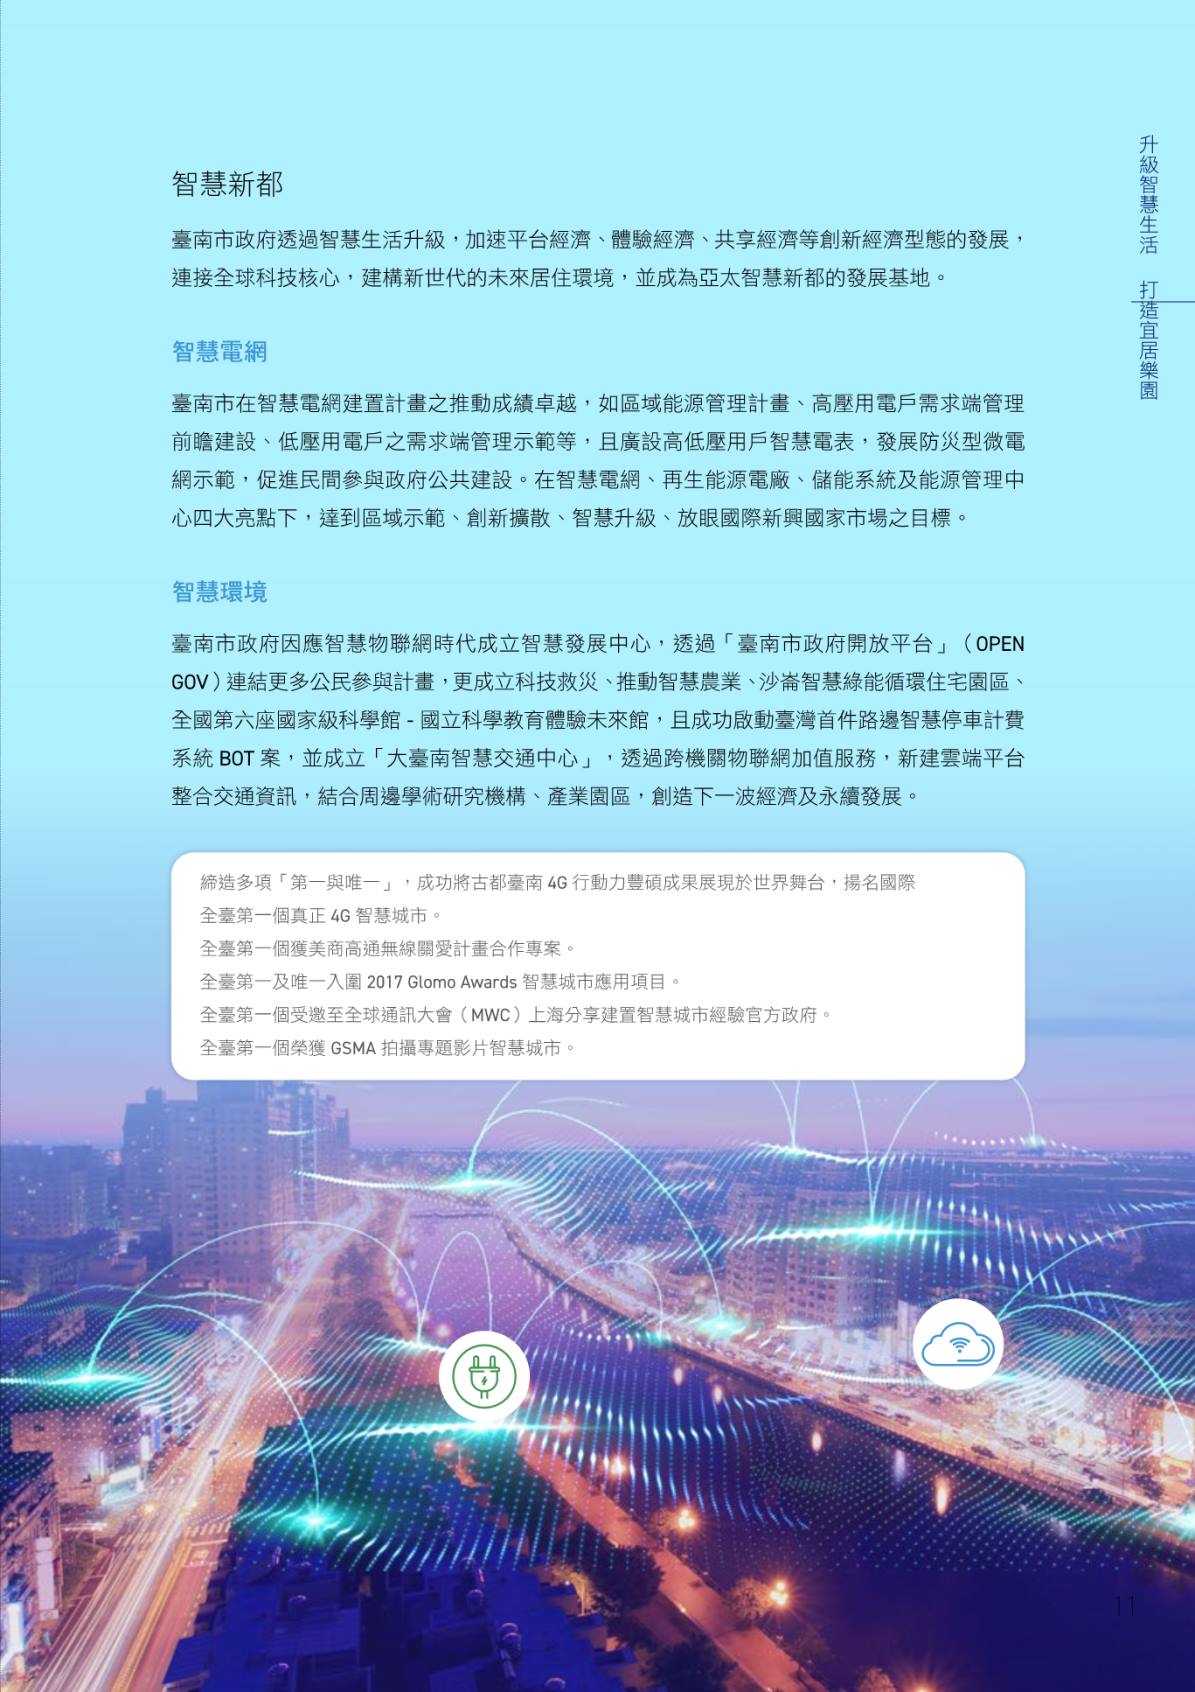 智慧新都
臺南市政府透過智慧生活升級，加速平台經濟、體驗經濟、共享經濟等創新經濟型態的發展，
連接全球科技核心，建構新世代的未來居住環境，並成為亞太智慧新都的發展基地。
智慧電網
臺南市在智慧電網建置計畫之推動成績卓越，如區域能源管理計畫、高壓用電戶需求端管理
前瞻建設、低壓用電戶之需求端管理示範等，且廣設高低壓用戶智慧電表，發展防災型微電
網示範，促進民間參與政府公共建設。在智慧電網、再生能源電廠、儲能系統及能源管理中
心四大亮點下，達到區域示範、創新擴散、智慧升級、放眼國際新興國家市場之目標。
智慧環境
臺南市政府因應智慧物聯網時代成立智慧發展中心，透過「臺南市政府開放平台」（OPEN
GOV）連結更多公民參與計畫，更成立科技救災、推動智慧農業、沙崙智慧綠能循環住宅園區、
全國第六座國家級科學館 - 國立科學教育體驗未來館，且成功啟動臺灣首件路邊智慧停車計費
系統 BOT 案，並成立「大臺南智慧交通中心」，透過跨機關物聯網加值服務，新建雲端平台
整合交通資訊，結合周邊學術研究機構、產業園區，創造下一波經濟及永續發展。
締造多項「第一與唯一」，成功將古都臺南 4G 行動力豐碩成果展現於世界舞台，揚名國際
全臺第一個真正 4G 智慧城市。
全臺第一個獲美商高通無線關愛計畫合作專案。
全臺第一及唯一入圍 2017 Glomo Awards 智慧城市應用項目。
全臺第一個受邀至全球通訊大會（MWC）上海分享建置智慧城市經驗官方政府。
全臺第一個榮獲 GSMA 拍攝專題影片智慧城市。
升級智慧生活 打造宜居樂園
11